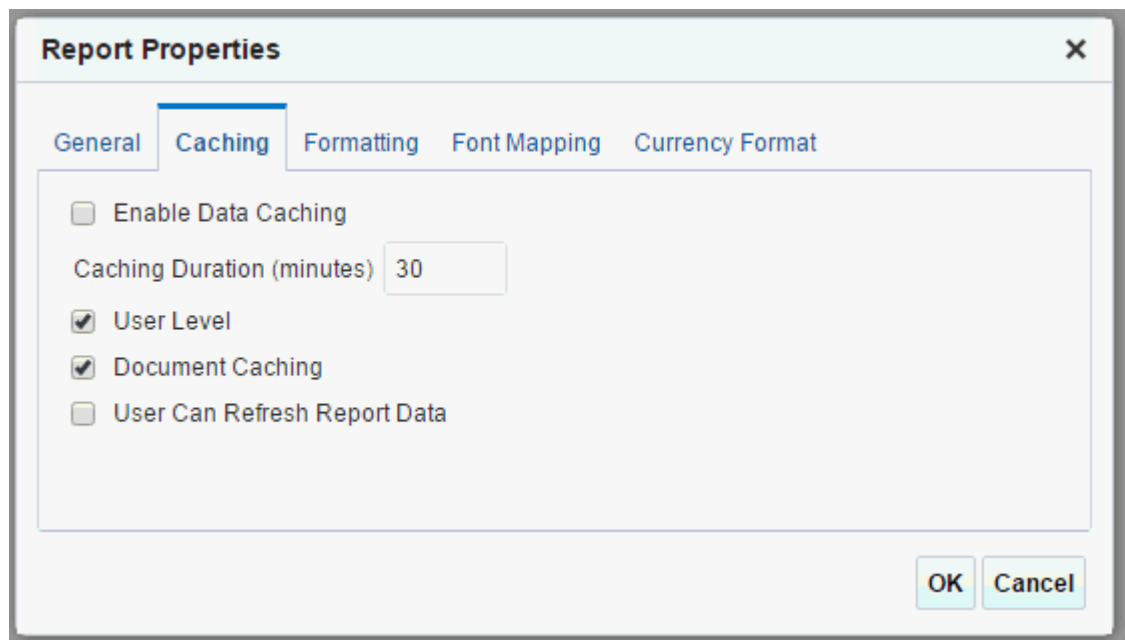 Report Properties
General Caching Formatting Font Mapping Currency Format
Enable Data Caching
Caching Duration (minutes) 30
User Level
Document Caching
User Can Refresh Report Data
OK Cancel